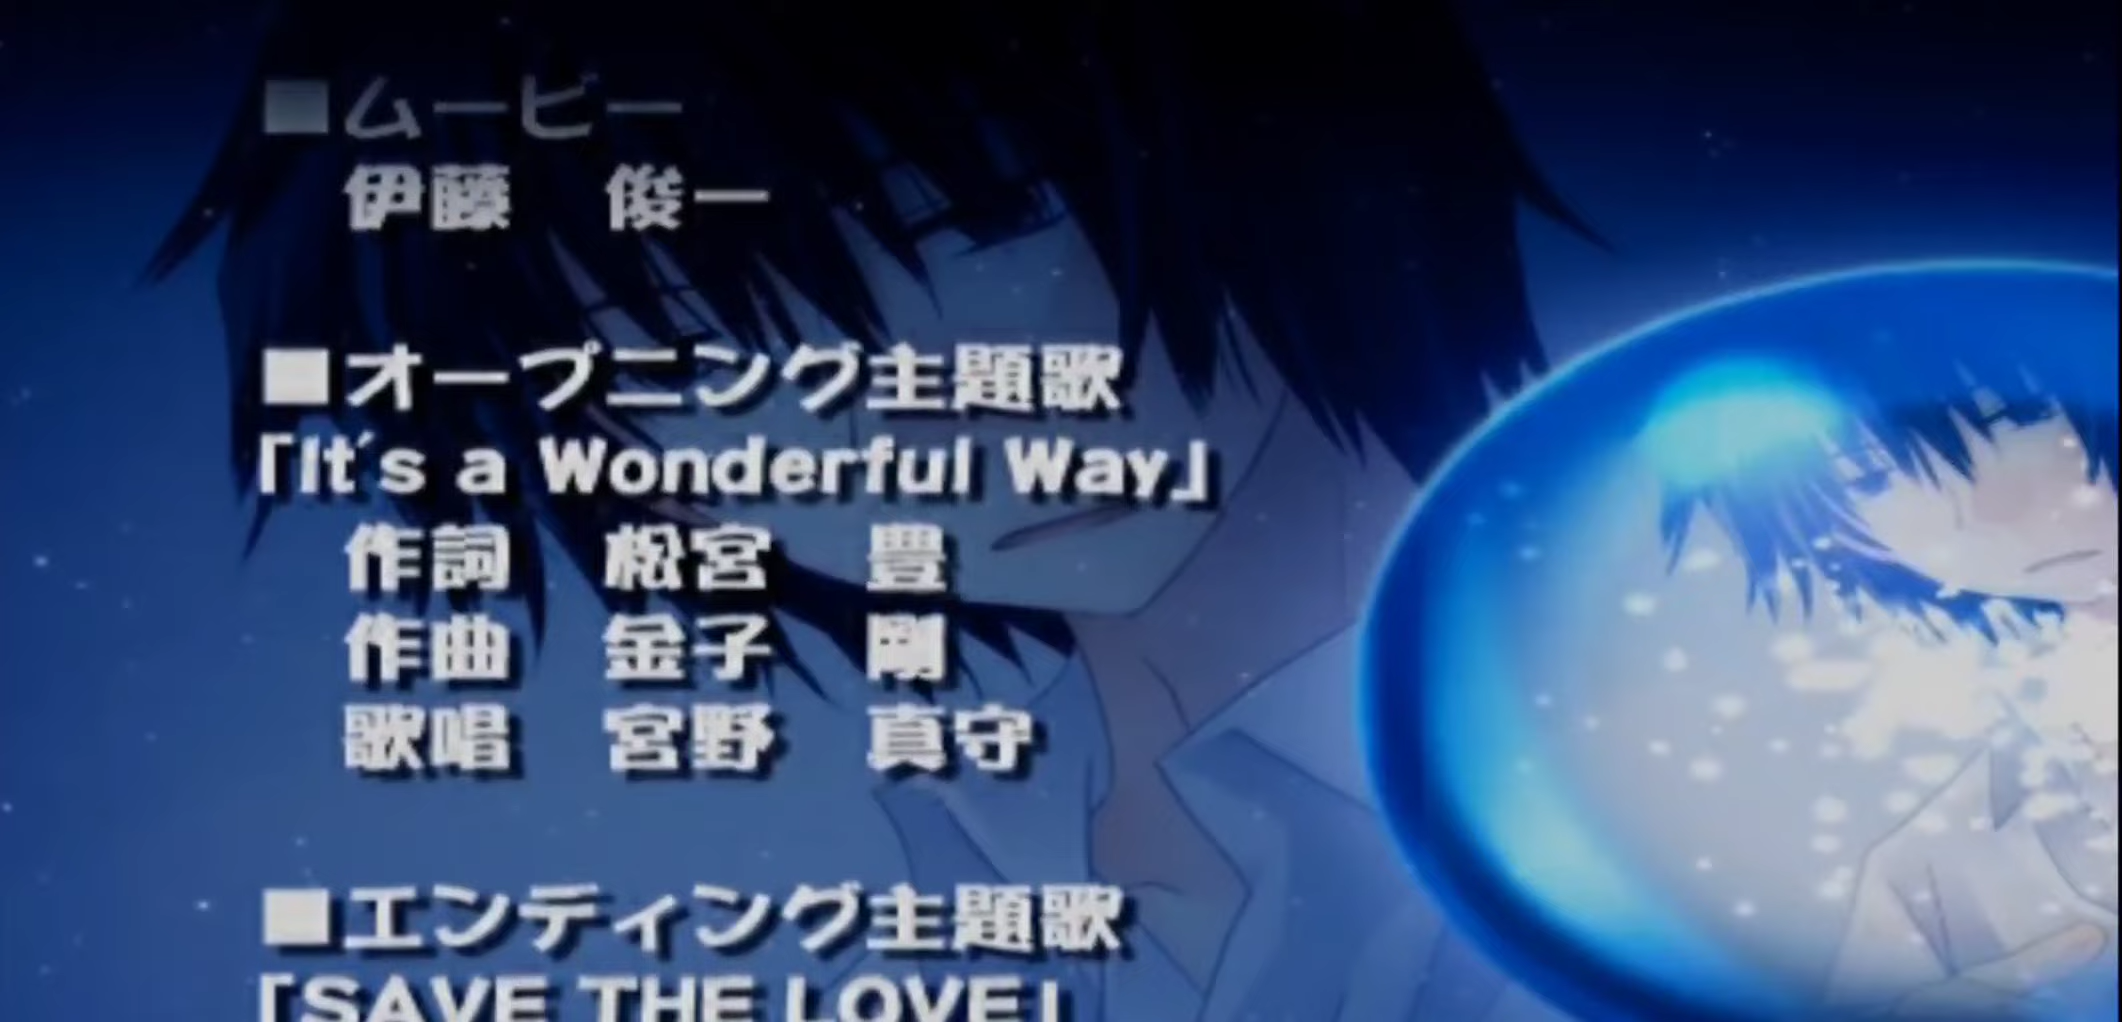 ■ムービー
伊藤 俊一
■オープニング主題歌
「It's a Wonderful Way」
作詞 松宮 豊
作曲 金子 剛
歌唱 宮野 真守
■エンディング主題歌
「SAVE THE LOVE」